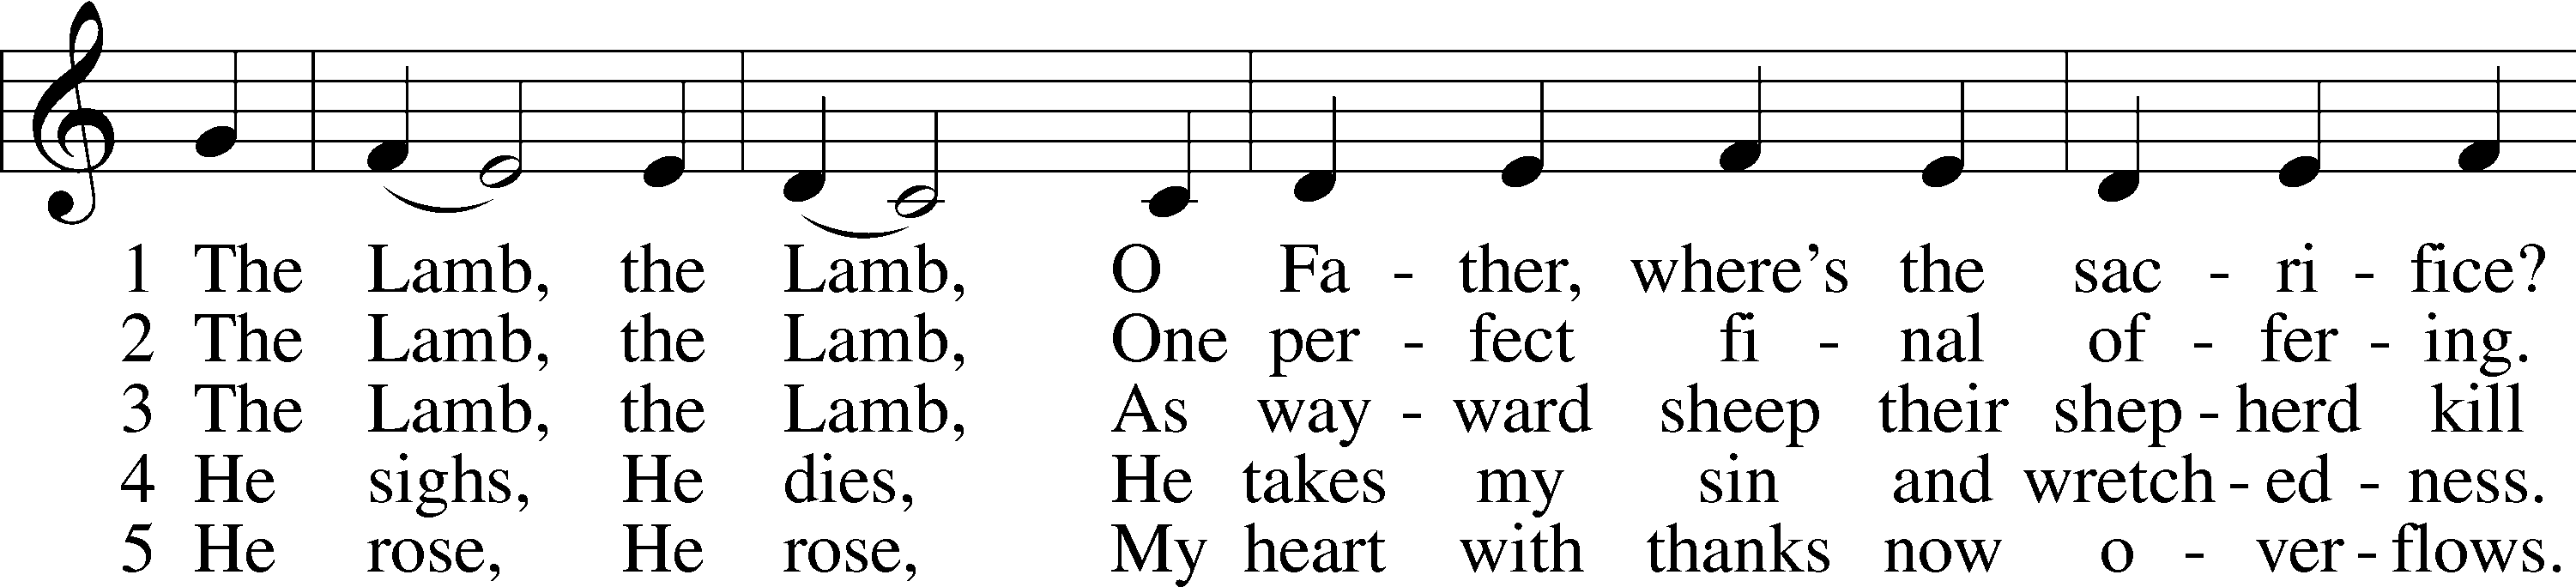 1 The Lamb, the Lamb, O Fa - ther, where's the sac - ri - fice?
2 The Lamb, the Lamb, One per - fect fi - nal of - fer - ing.
3 The Lamb, the Lamb, As way - ward sheep their shep - herd kill
4 He sighs, He dies, He takes my sin and wretch - ed - ness.
5 He rose, He rose, My heart with thanks now o - ver - flows.